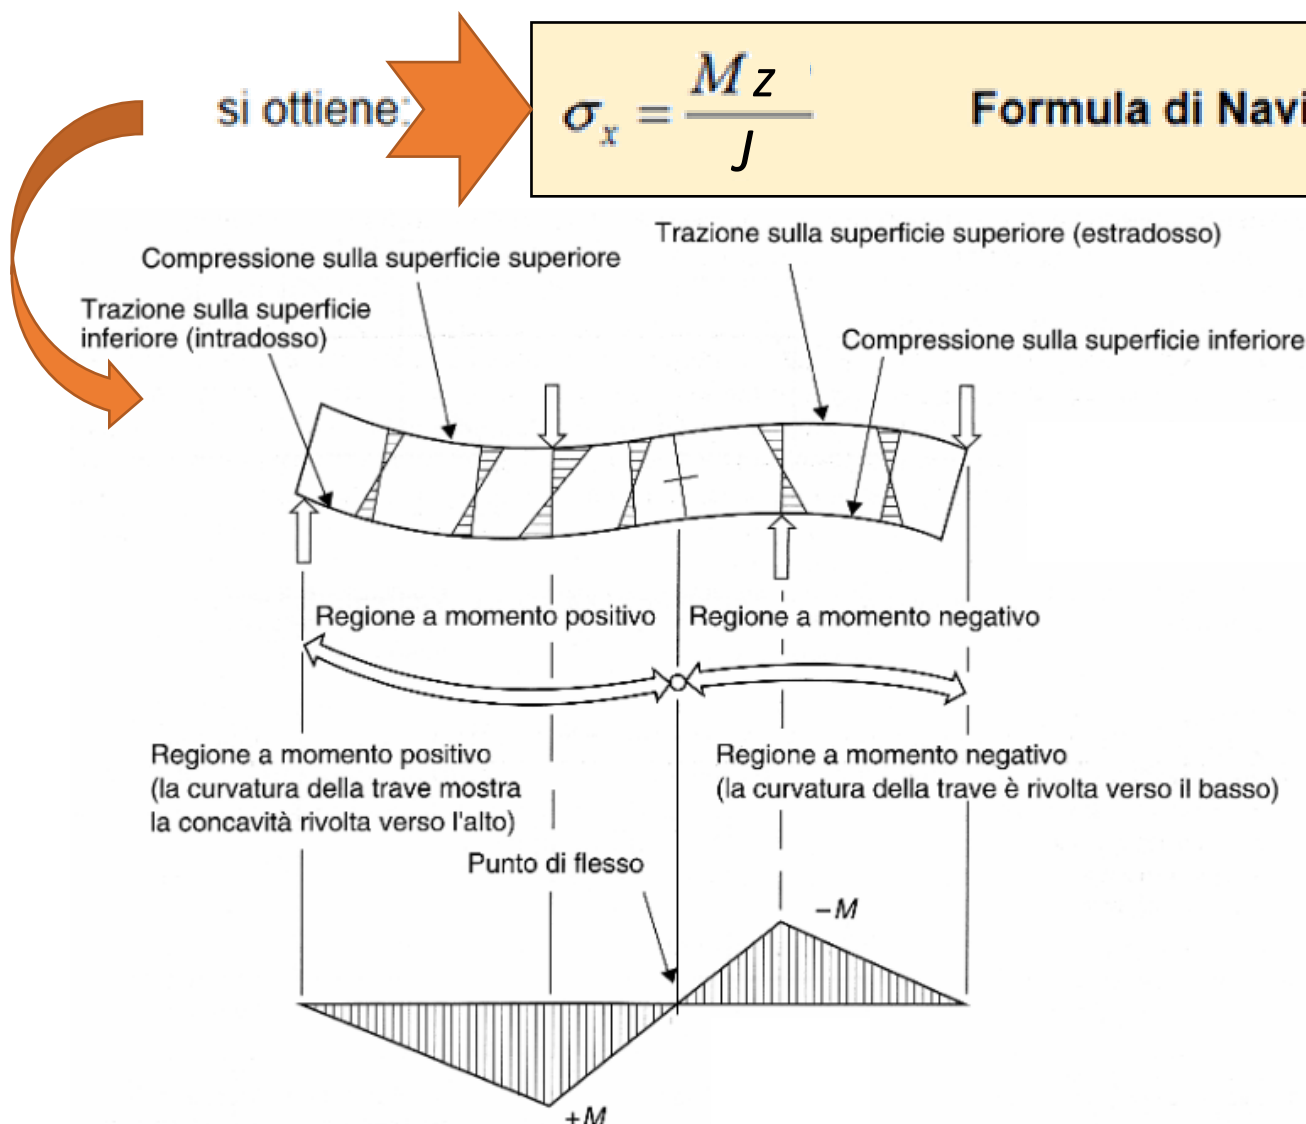 si ottiene:
σx = Mz / J
Formula di Navi
Trazione sulla superficie superiore (estradosso)
Compressione sulla superficie superiore
Trazione sulla superficie
inferiore (intradosso)
Compressione sulla superficie inferiore
Regione a momento positivo
Regione a momento negativo
Regione a momento positivo
(la curvatura della trave mostra
la concavità rivolta verso l'alto)
Regione a momento negativo
(la curvatura della trave è rivolta verso il basso)
Punto di flesso
−M
+M